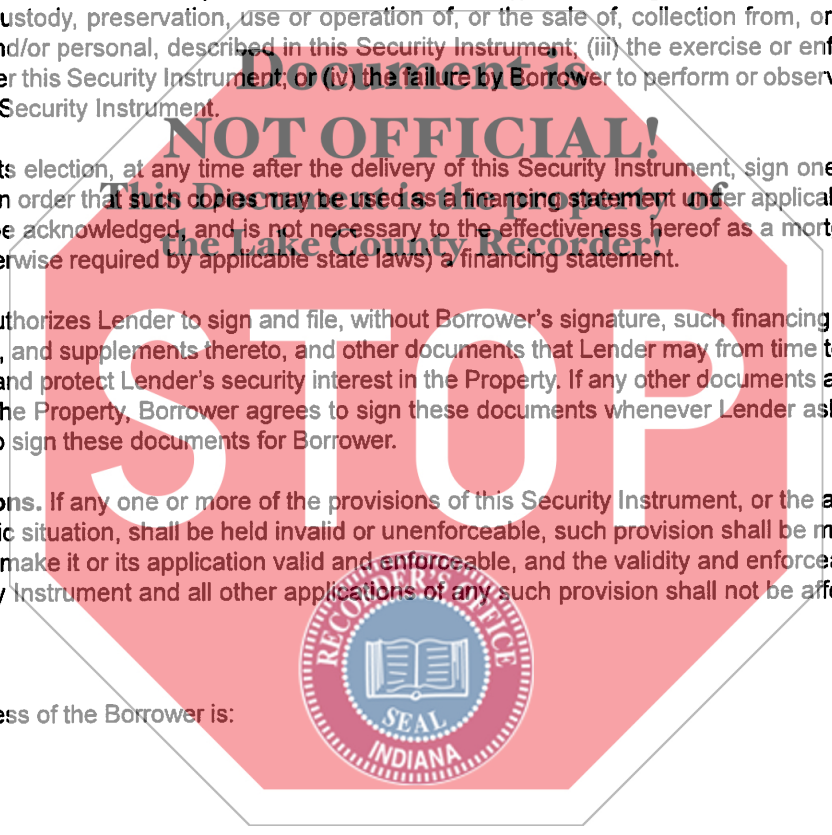 ustody, preservation, use or operation of, or the sale of, collection from, or
nd/or personal, described in this Security Instrument; (iii) the exercise or enf
er this Security Instrument; or (iv) the failure by Borrower to perform or observ
Security Instrument.
Document is
NOT OFFICIAL!
This Document is the property of
the Lake County Recorder!
ts election, at any time after the delivery of this Security Instrument, sign one
n order that such copies may be used as a financing statement under applical
e acknowledged, and is not necessary to the effectiveness hereof as a mort
erwise required by applicable state laws) a financing statement.
uthorizes Lender to sign and file, without Borrower's signature, such financing
, and supplements thereto, and other documents that Lender may from time t
and protect Lender's security interest in the Property. If any other documents a
he Property, Borrower agrees to sign these documents whenever Lender asl
o sign these documents for Borrower.
STOP
ons. If any one or more of the provisions of this Security Instrument, or the a
ic situation, shall be held invalid or unenforceable, such provision shall be m
make it or its application valid and enforceable, and the validity and enforcea
y Instrument and all other applications of any such provision shall not be affe
RECORDER'S OFFICE
SEAL
INDIANA
ess of the Borrower is: